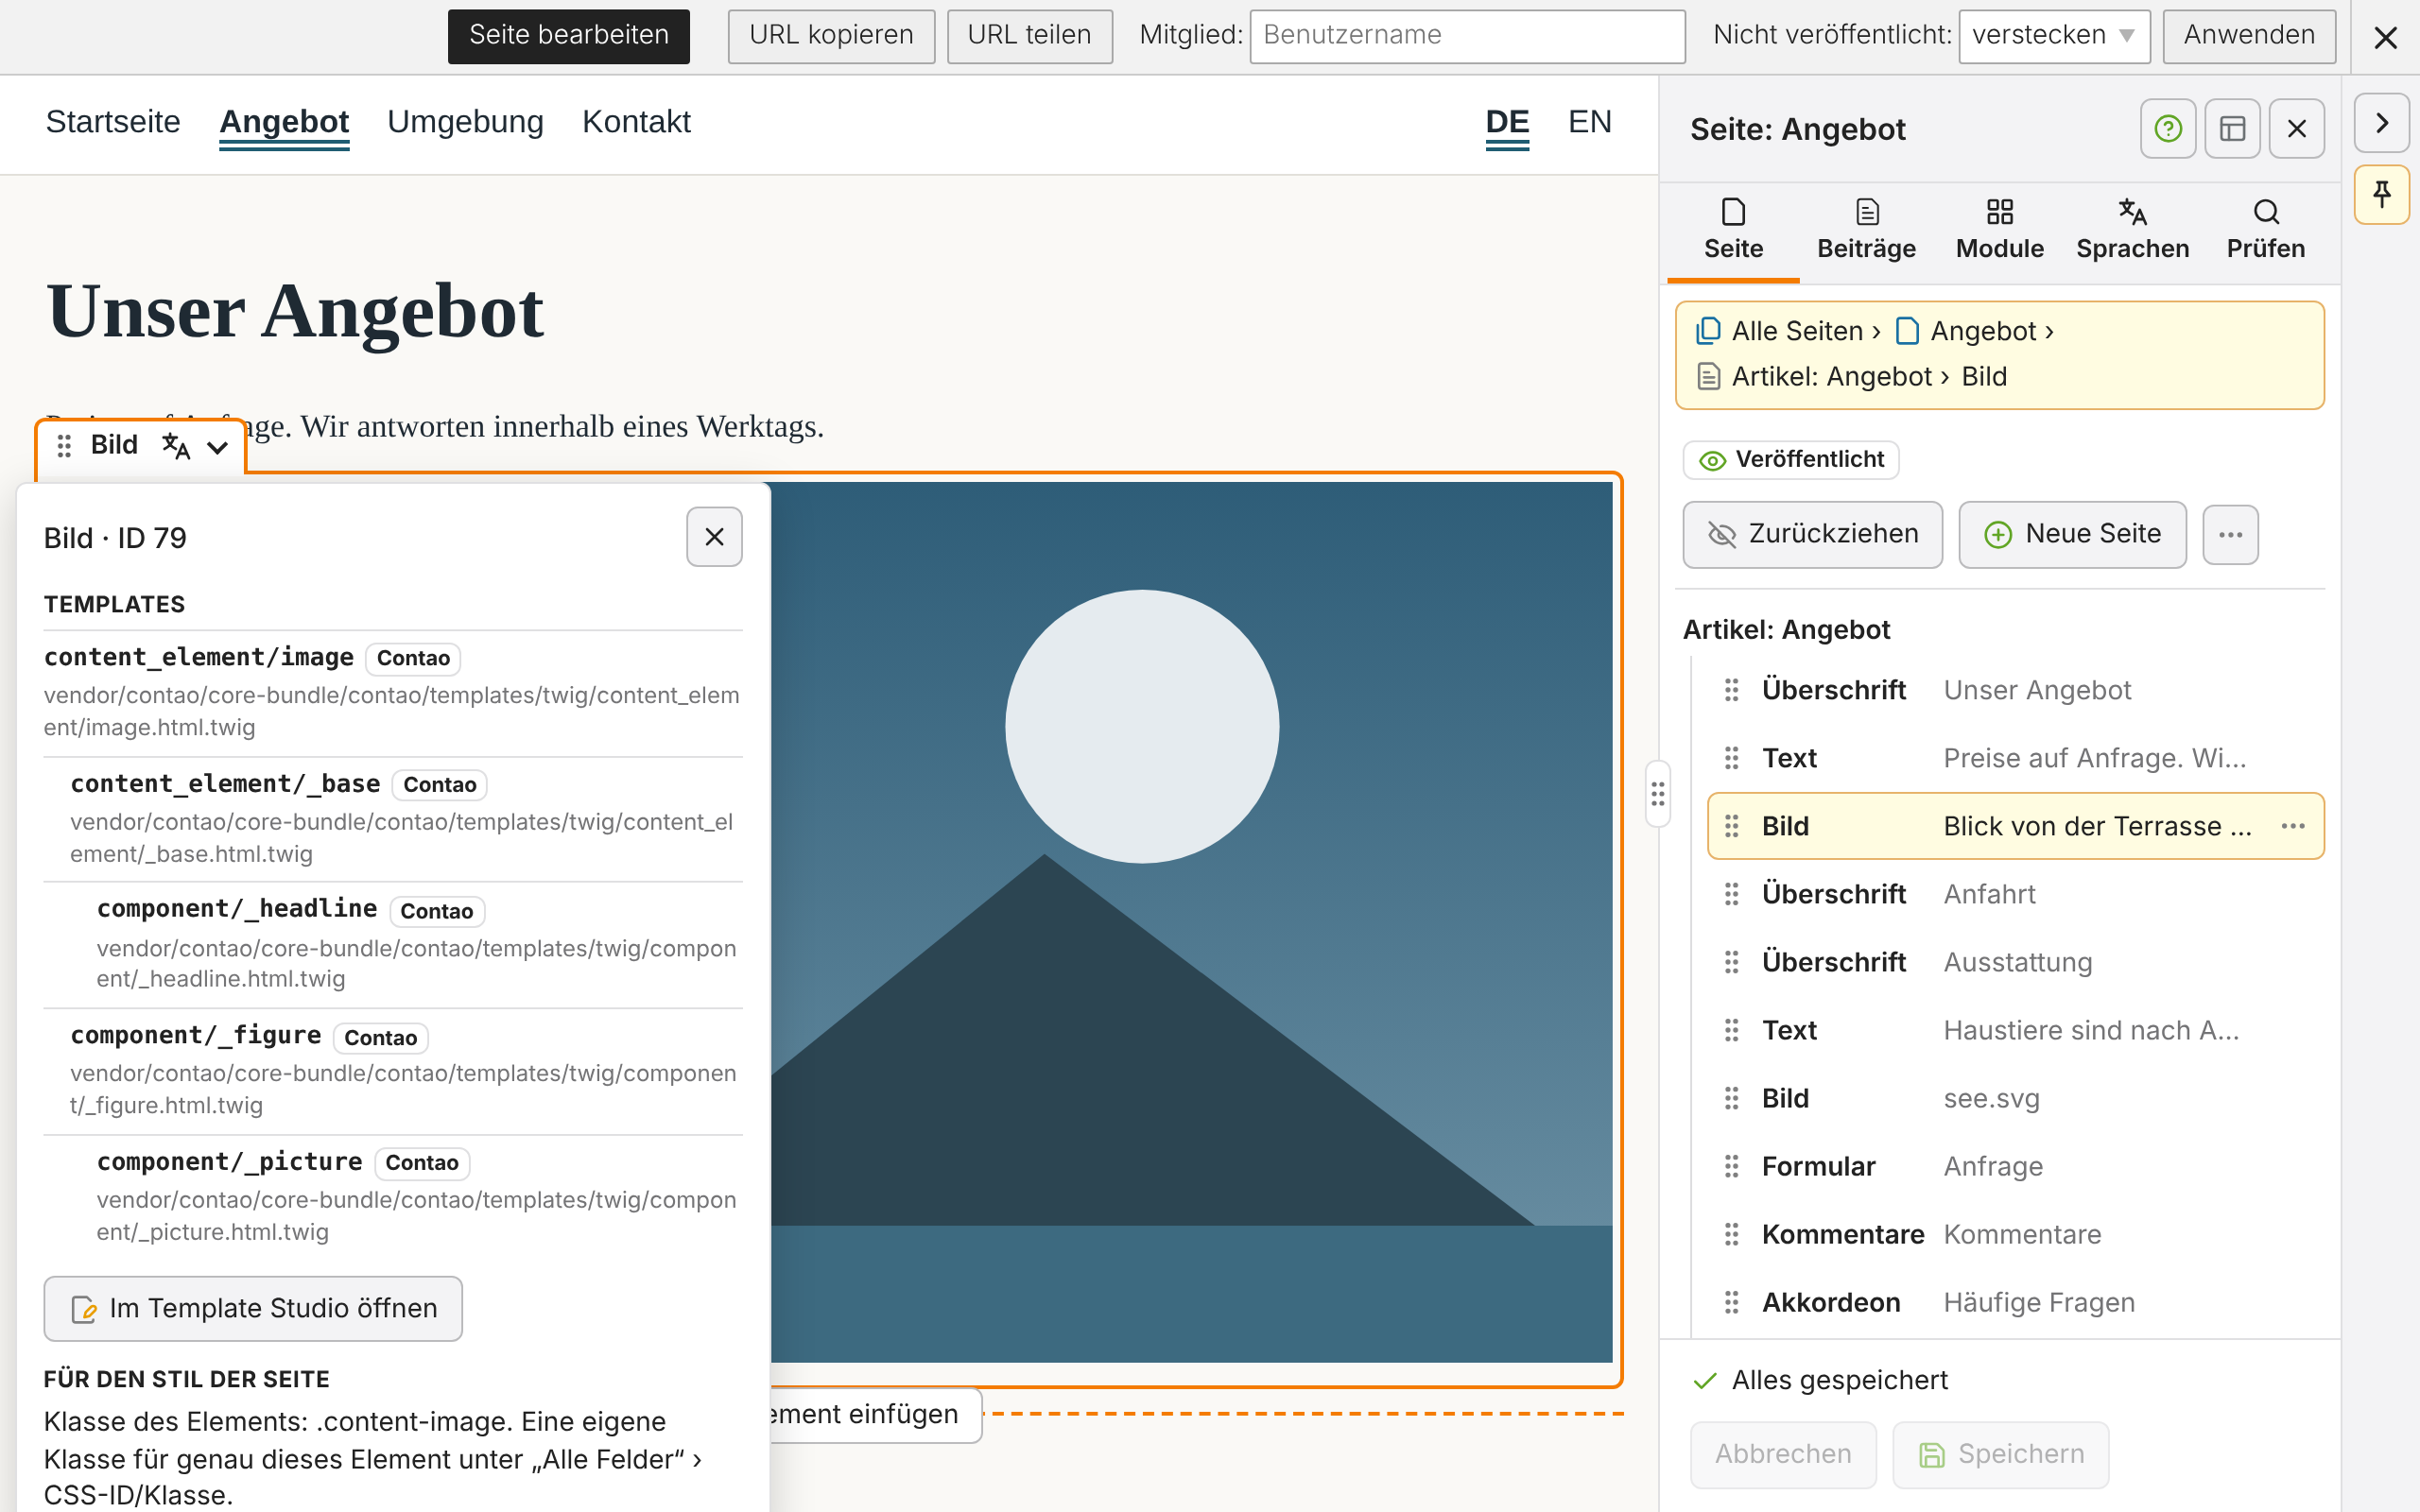 Seite bearbeiten URL kopieren URL teilen Mitglied: Benutzername Nicht veröffentlicht: verstecken Anwenden
Startseite Angebot Umgebung Kontakt DE EN
Unser Angebot
age. Wir antworten innerhalb eines Werktags.
Bild
Bild · ID 79
TEMPLATES
content_element/image Contao
vendor/contao/core-bundle/contao/templates/twig/content_elem
ent/image.html.twig
content_element/_base Contao
vendor/contao/core-bundle/contao/templates/twig/content_el
ement/_base.html.twig
component/_headline Contao
vendor/contao/core-bundle/contao/templates/twig/compon
ent/_headline.html.twig
component/_figure Contao
vendor/contao/core-bundle/contao/templates/twig/componen
t/_figure.html.twig
component/_picture Contao
vendor/contao/core-bundle/contao/templates/twig/compon
ent/_picture.html.twig
Im Template Studio öffnen
FÜR DEN STIL DER SEITE
Klasse des Elements: .content-image. Eine eigene
Klasse für genau dieses Element unter „Alle Felder“ ›
CSS-ID/Klasse.
ement einfügen
Seite: Angebot
Seite Beiträge Module Sprachen Prüfen
Alle Seiten › Angebot ›
Artikel: Angebot › Bild
Veröffentlicht
Zurückziehen Neue Seite
Artikel: Angebot
Überschrift Unser Angebot
Text Preise auf Anfrage. Wi...
Bild Blick von der Terrasse ...
Überschrift Anfahrt
Überschrift Ausstattung
Text Haustiere sind nach A...
Bild see.svg
Formular Anfrage
Kommentare Kommentare
Akkordeon Häufige Fragen
Alles gespeichert
Abbrechen Speichern